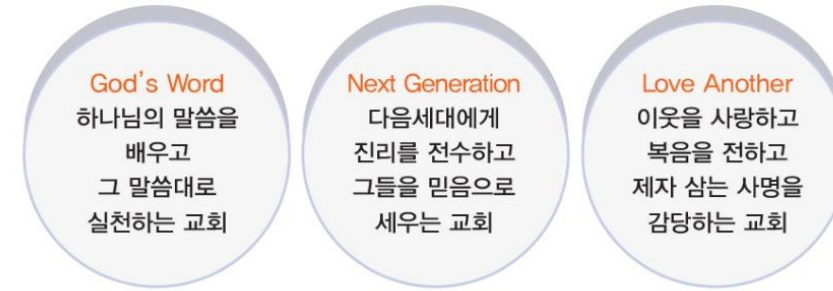 God's Word
하나님의 말씀을
배우고
그 말씀대로
실천하는 교회
Next Generation
다음세대에게
진리를 전수하고
그들을 믿음으로
세우는 교회
Love Another
이웃을 사랑하고
복음을 전하고
제자 삼는 사명을
감당하는 교회